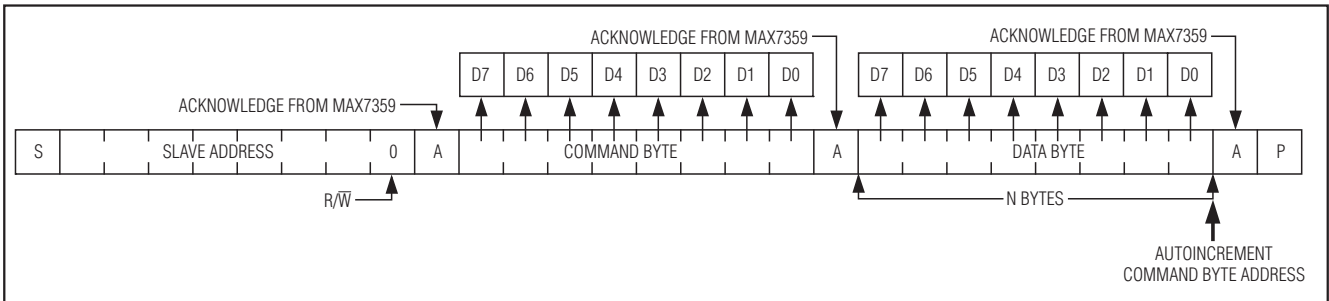 ACKNOWLEDGE FROM MAX7359
ACKNOWLEDGE FROM MAX7359
D7 D6 D5 D4 D3 D2 D1 D0
D7 D6 D5 D4 D3 D2 D1 D0
ACKNOWLEDGE FROM MAX7359
S SLAVE ADDRESS 0 A COMMAND BYTE A DATA BYTE A P
R/W̅
N BYTES
AUTOINCREMENT
COMMAND BYTE ADDRESS